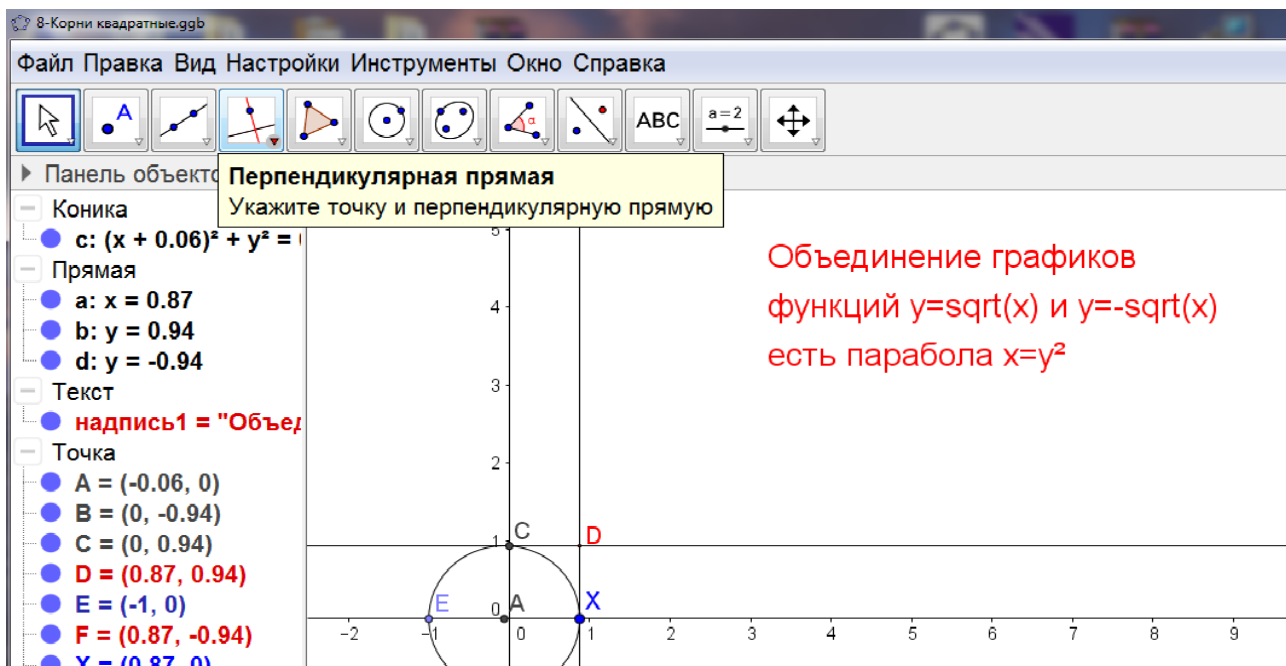 8-Корни квадратные.ggb
Файл Правка Вид Настройки Инструменты Окно Справка
A α ABC a=2
Панель объекто
Перпендикулярная прямая
Укажите точку и перпендикулярную прямую
Коника
c: (x + 0.06)² + y² =
Прямая
a: x = 0.87
b: y = 0.94
d: y = -0.94
Текст
надпись1 = "Объед
Точка
A = (-0.06, 0)
B = (0, -0.94)
C = (0, 0.94)
D = (0.87, 0.94)
E = (-1, 0)
F = (0.87, -0.94)
X = (0.87, 0)
Объединение графиков
функций y=sqrt(x) и y=-sqrt(x)
есть парабола x=y²
5
4
3
2
1 C D
E 0 A X
-2 -1 0 1 2 3 4 5 6 7 8 9